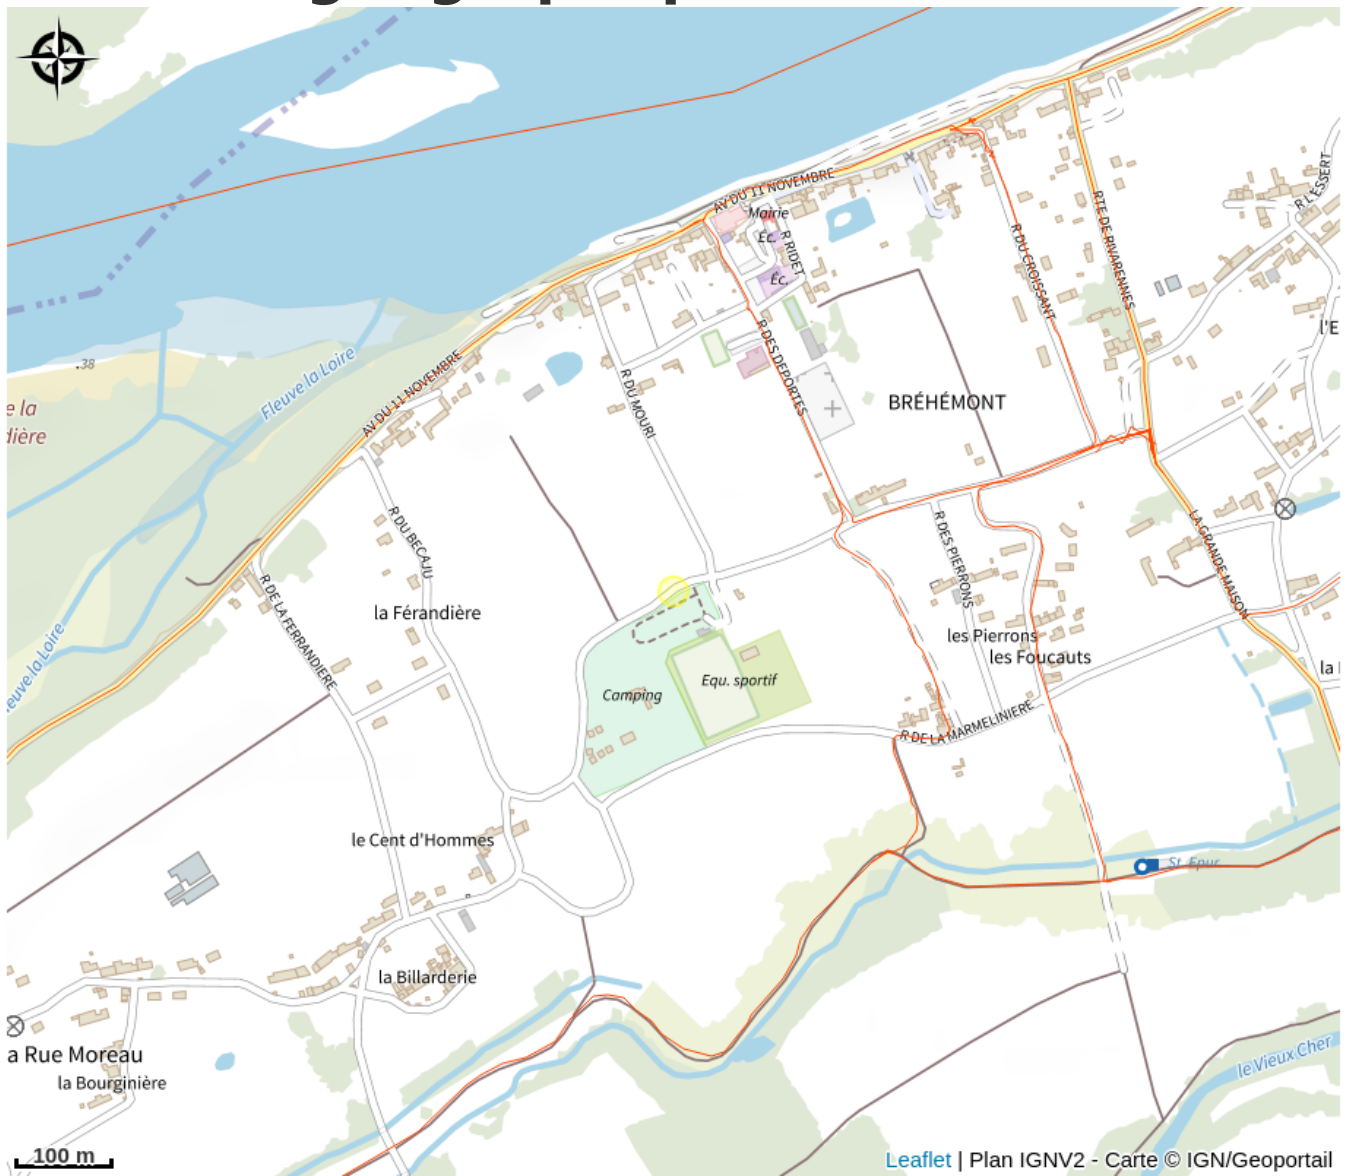 AV DU 11 NOVEMBRE
Mairie
Éc.
R RIDET
Éc.
R L'ESSERT
RTE DE RIVARENNES
R DU CROISSANT
l'E
.38
Fleuve la Loire
AV DU 11 NOVEMBRE
R DES DEPORTES
R DU MOURI
BRÉHÉMONT
e la
dière
R DU BECAJU
R DES PIERRONS
LA GRANDE MAISON
R DE LA FERRANDIERE
la Férandière
les Pierrons
les Foucauts
euve la Loire
Camping
Equ. sportif
la
R DE LA MARMELINIERE
le Cent d'Hommes
St. Epur.
la Billarderie
a Rue Moreau
la Bourginière
le Vieux Cher
100 m
Leaflet | Plan IGNV2 - Carte © IGN/Geoportail